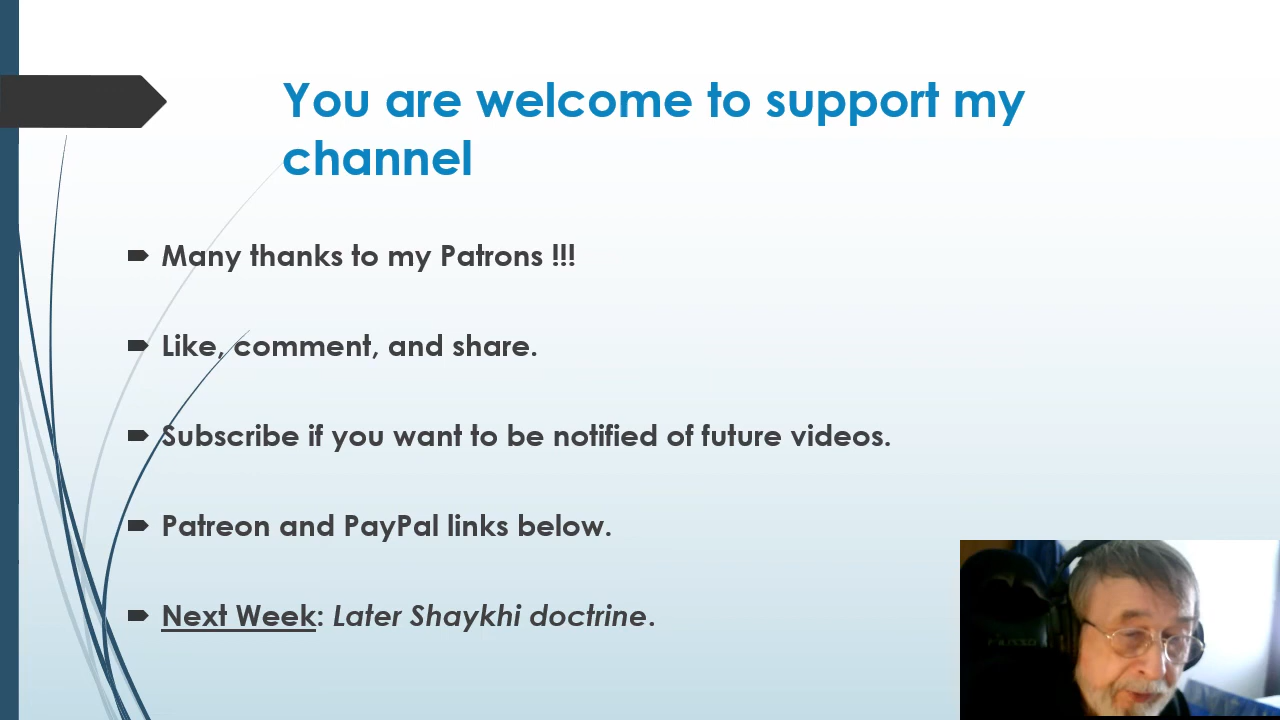 You are welcome to support my
channel
Many thanks to my Patrons !!!
Like, comment, and share.
Subscribe if you want to be notified of future videos.
Patreon and PayPal links below.
Next Week: Later Shaykhi doctrine.